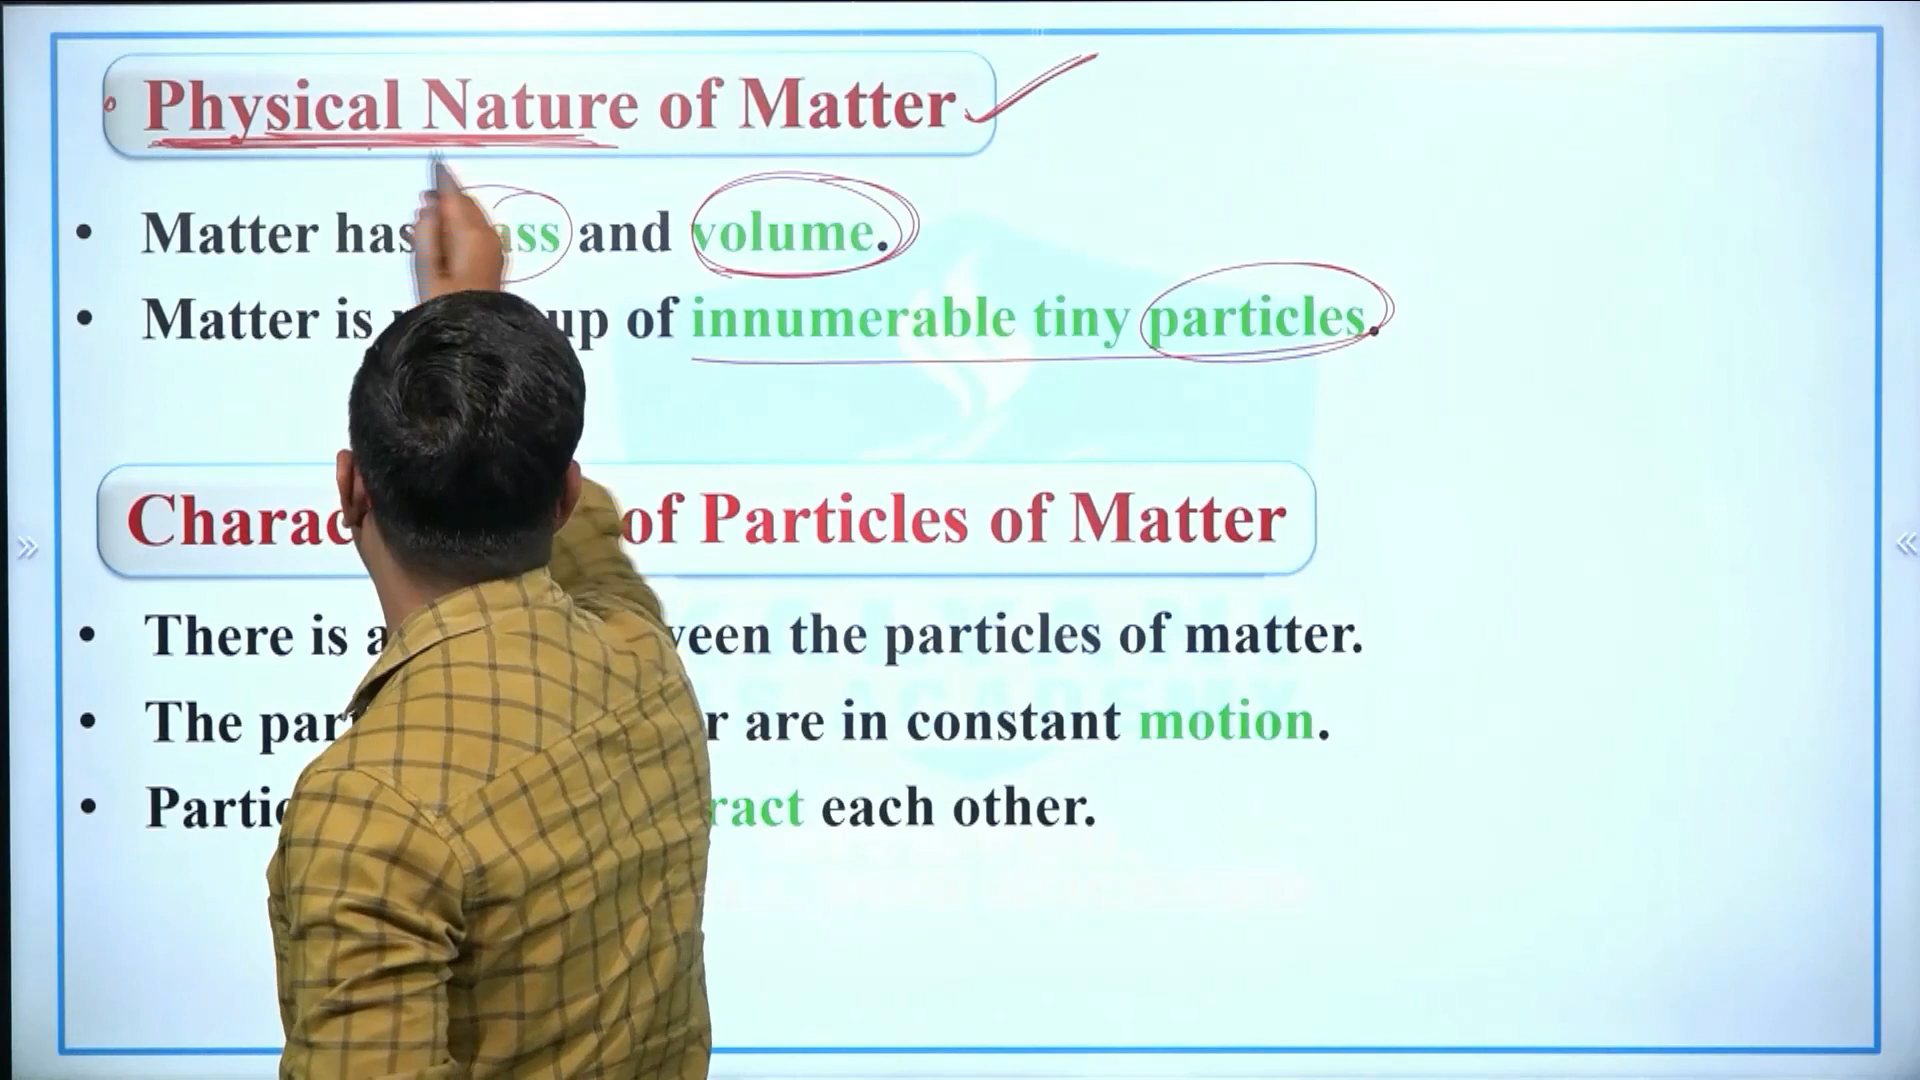 Physical Nature of Matter
• Matter has ass and volume.
• Matter is up of innumerable tiny particles.
Charac of Particles of Matter
• There is a ween the particles of matter.
• The par r are in constant motion.
• Partic ract each other.